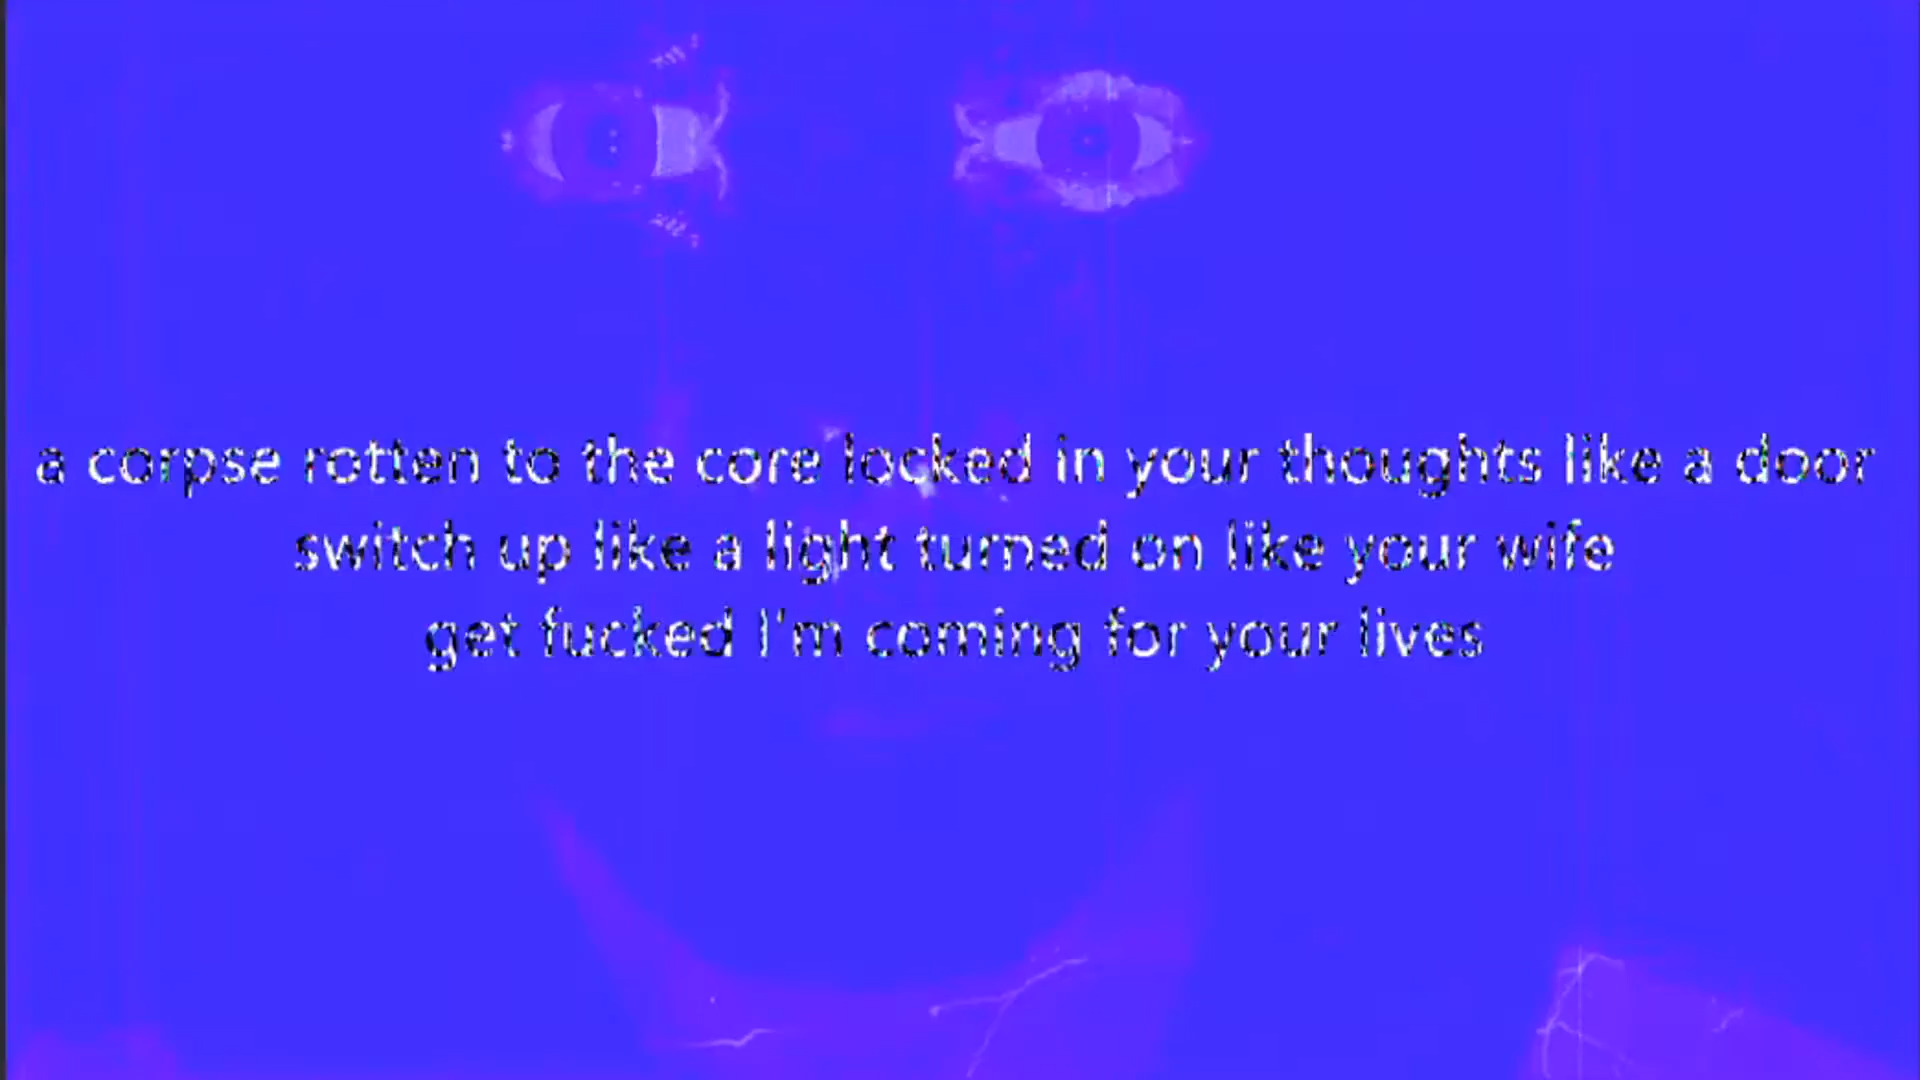 a corpse rotten to the core locked in your thoughts like a door
switch up like a light turned on like your wife
get fucked I'm coming for your lives